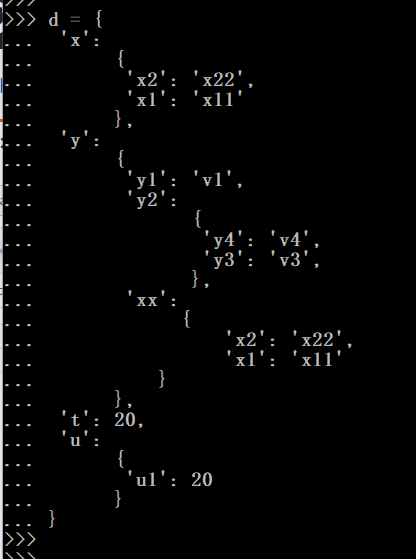 >>>
>>> d = {
...     'x':
...         {
...          'x2': 'x22',
...          'x1': 'x11'
...         },
...     'y':
...         {
...          'y1': 'v1',
...          'y2':
...                {
...                 'y4': 'v4',
...                 'y3': 'v3',
...                },
...          'xx':
...               {
...                   'x2': 'x22',
...                   'x1': 'x11'
...             }
...         },
...     't': 20,
...     'u':
...         {
...          'u1': 20
...         }
... }
>>>
>>>